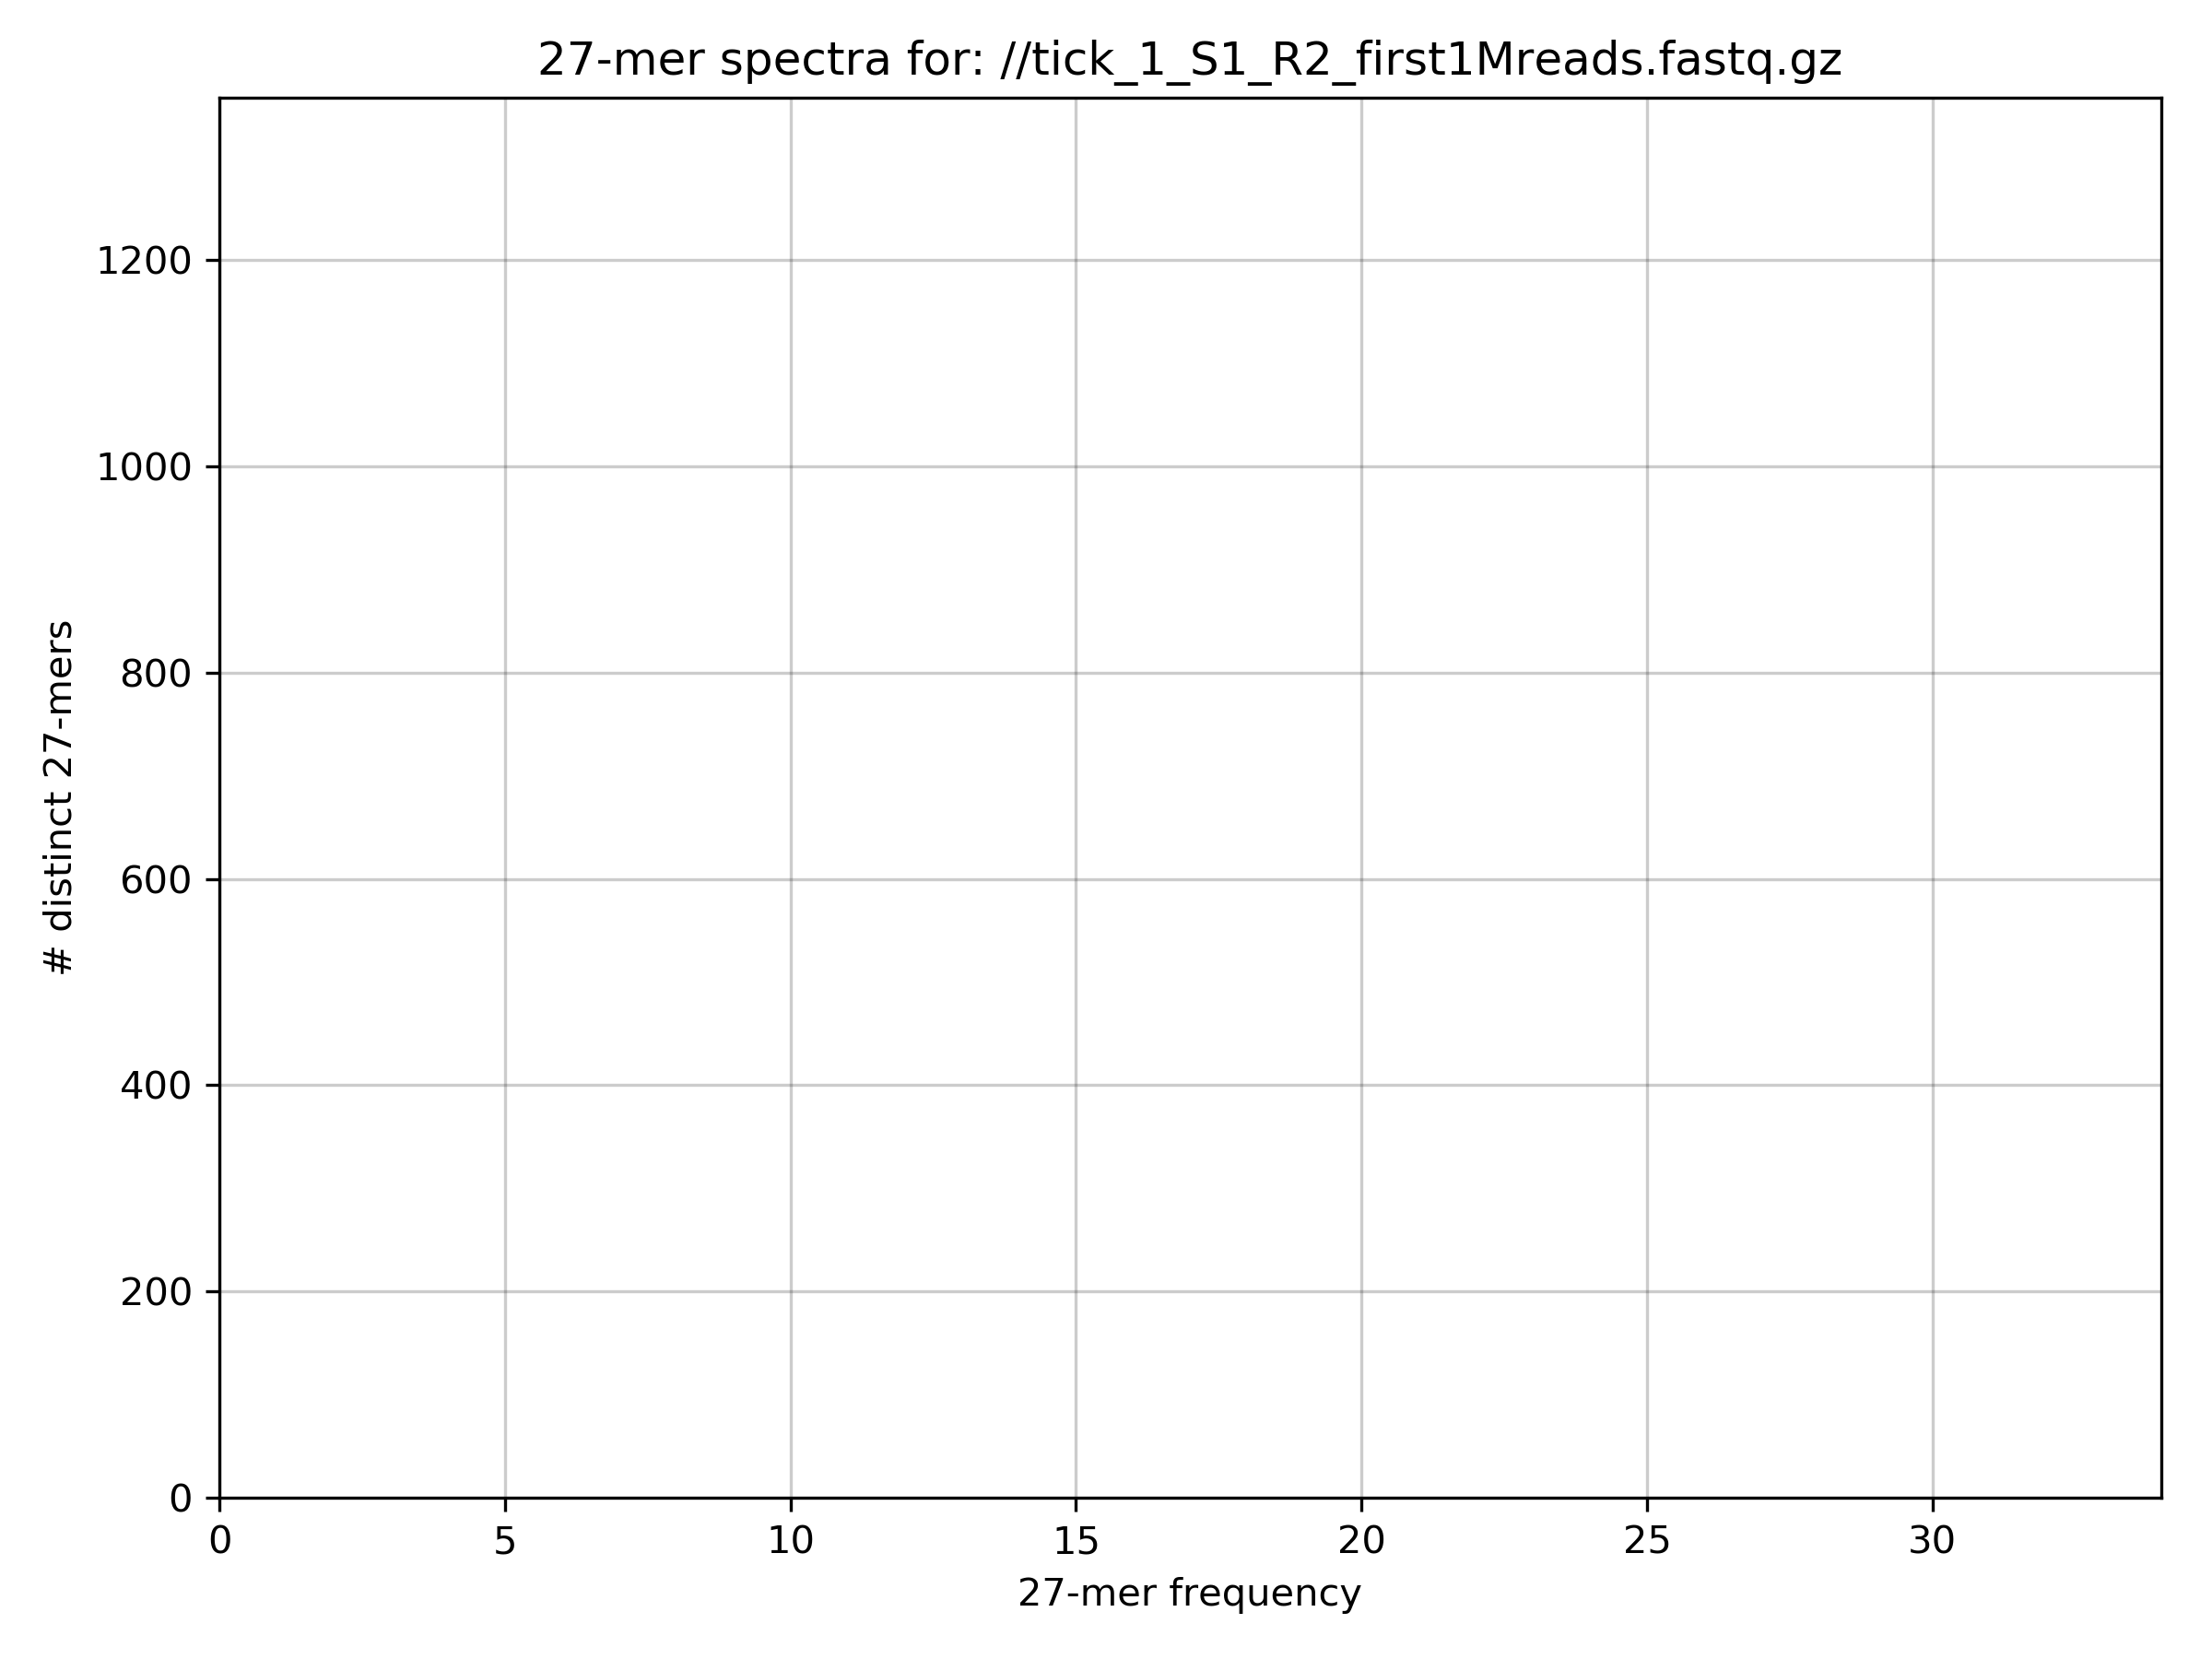 27-mer spectra for: //tick_1_S1_R2_first1Mreads.fastq.gz
1200
1000
800
600
400
200
0
# distinct 27-mers
0 5 10 15 20 25 30
27-mer frequency